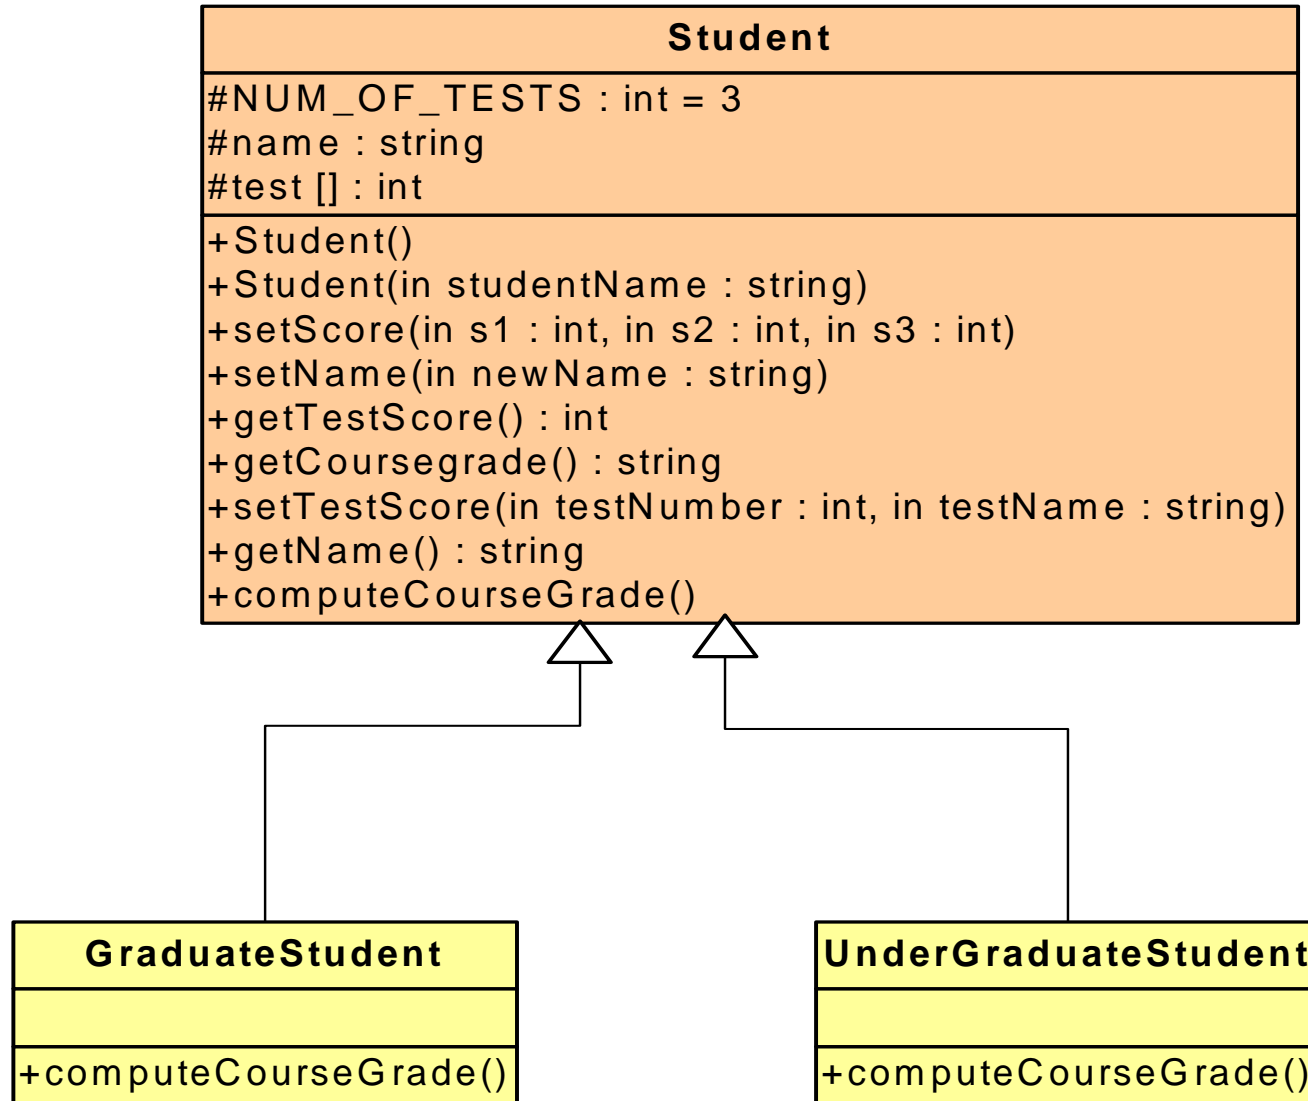 Student
#NUM_OF_TESTS : int = 3
#name : string
#test [] : int
+Student()
+Student(in studentName : string)
+setScore(in s1 : int, in s2 : int, in s3 : int)
+setName(in newName : string)
+getTestScore() : int
+getCoursegrade() : string
+setTestScore(in testNumber : int, in testName : string)
+getName() : string
+computeCourseGrade()
GraduateStudent
+computeCourseGrade()
UnderGraduateStudent
+computeCourseGrade()